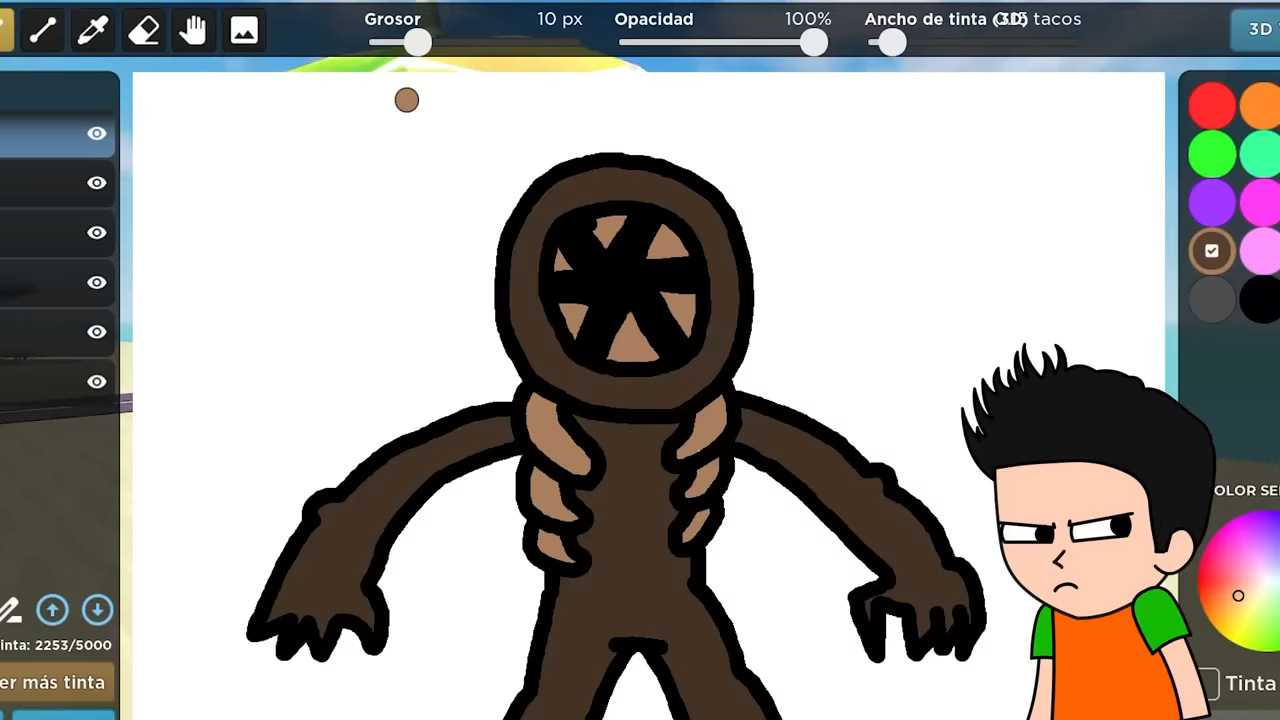 Grosor 10 px Opacidad 100% Ancho de tinta (3D) tacos
3D
OLOR SE
inta: 2253/5000
er más tinta
Tinta